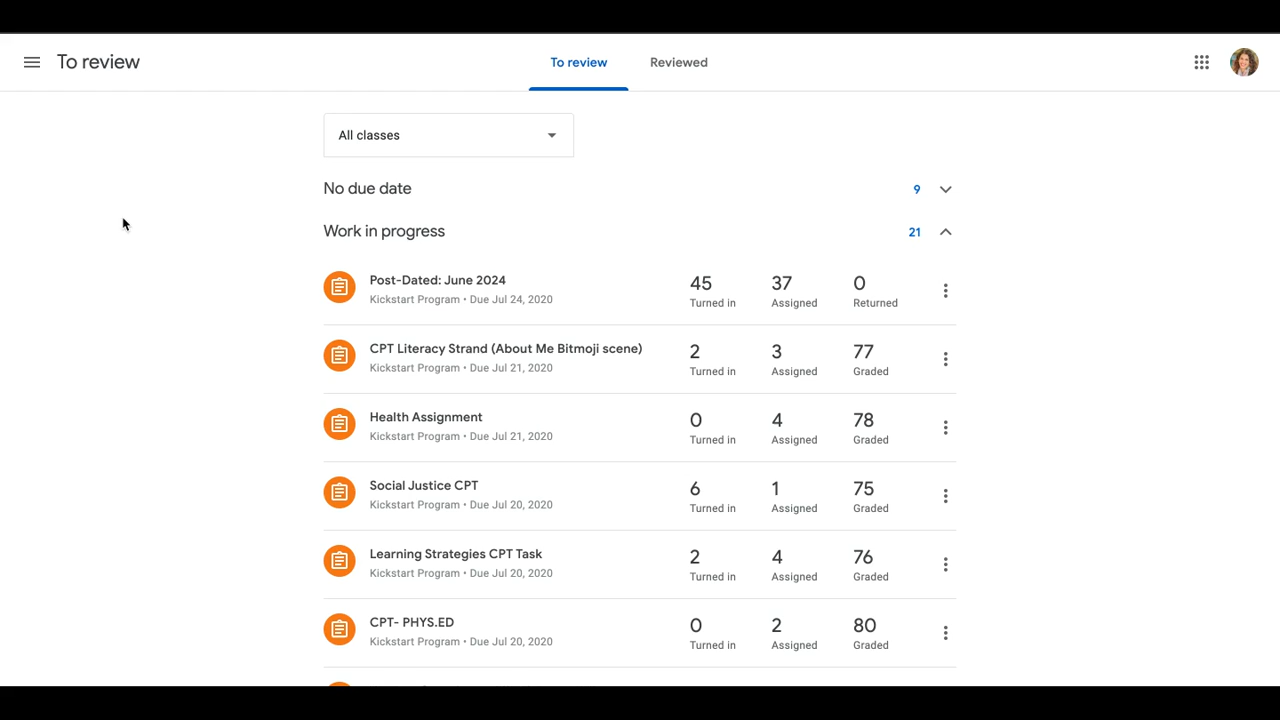 To review
To review
Reviewed
All classes
No due date
9
Work in progress
21
Post-Dated: June 2024
Kickstart Program • Due Jul 24, 2020
45
Turned in
37
Assigned
0
Returned
CPT Literacy Strand (About Me Bitmoji scene)
Kickstart Program • Due Jul 21, 2020
2
Turned in
3
Assigned
77
Graded
Health Assignment
Kickstart Program • Due Jul 21, 2020
0
Turned in
4
Assigned
78
Graded
Social Justice CPT
Kickstart Program • Due Jul 20, 2020
6
Turned in
1
Assigned
75
Graded
Learning Strategies CPT Task
Kickstart Program • Due Jul 20, 2020
2
Turned in
4
Assigned
76
Graded
CPT- PHYS.ED
Kickstart Program • Due Jul 20, 2020
0
Turned in
2
Assigned
80
Graded